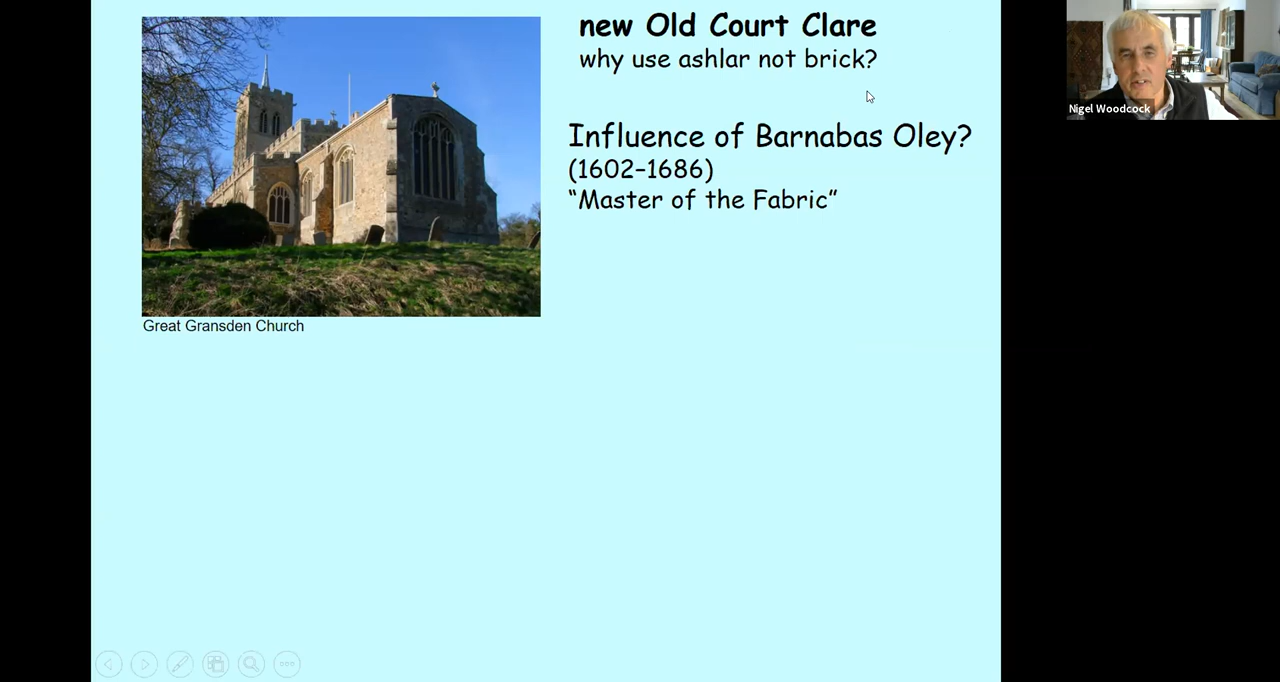 new Old Court Clare
why use ashlar not brick?
Influence of Barnabas Oley?
(1602–1686)
“Master of the Fabric”
Great Gransden Church
Nigel Woodcock